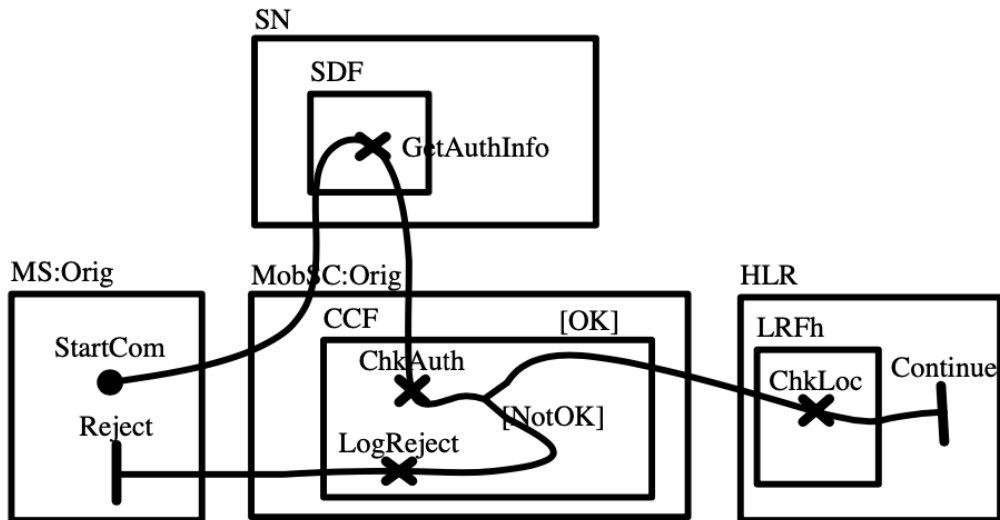 SN
SDF
GetAuthInfo
MS:Orig
MobSC:Orig
HLR
CCF
[OK]
LRFh
StartCom
ChkAuth
ChkLoc
Continue
Reject
[NotOK]
LogReject